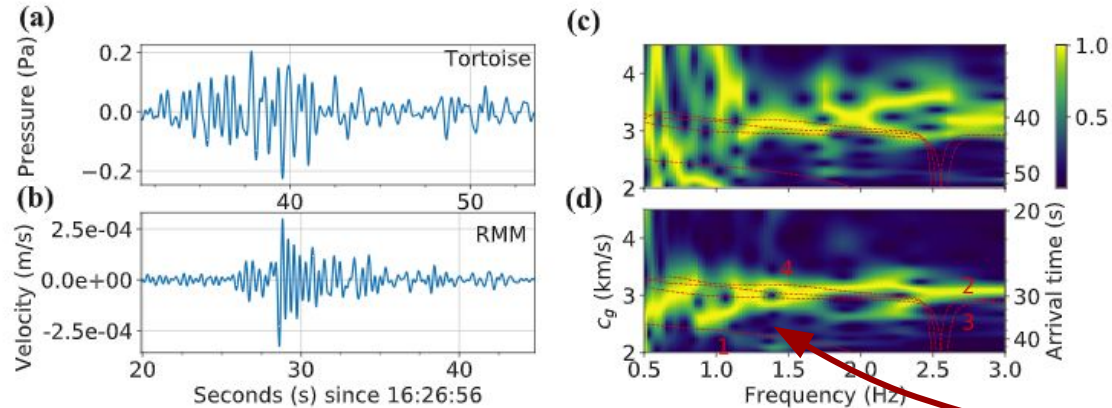 (a)
Pressure (Pa)
0.2
0.0
−0.2
Tortoise
40
50
(b)
Velocity (m/s)
2.5e-04
0.0e+00
-2.5e-04
RMM
20
30
40
Seconds (s) since 16:26:56
(c)
4
3
2
40
50
1.0
0.5
(d)
c_g (km/s)
4
3
2
4
2
3
1
20
30
40
Arrival time (s)
0.5
1.0
1.5
2.0
2.5
3.0
Frequency (Hz)